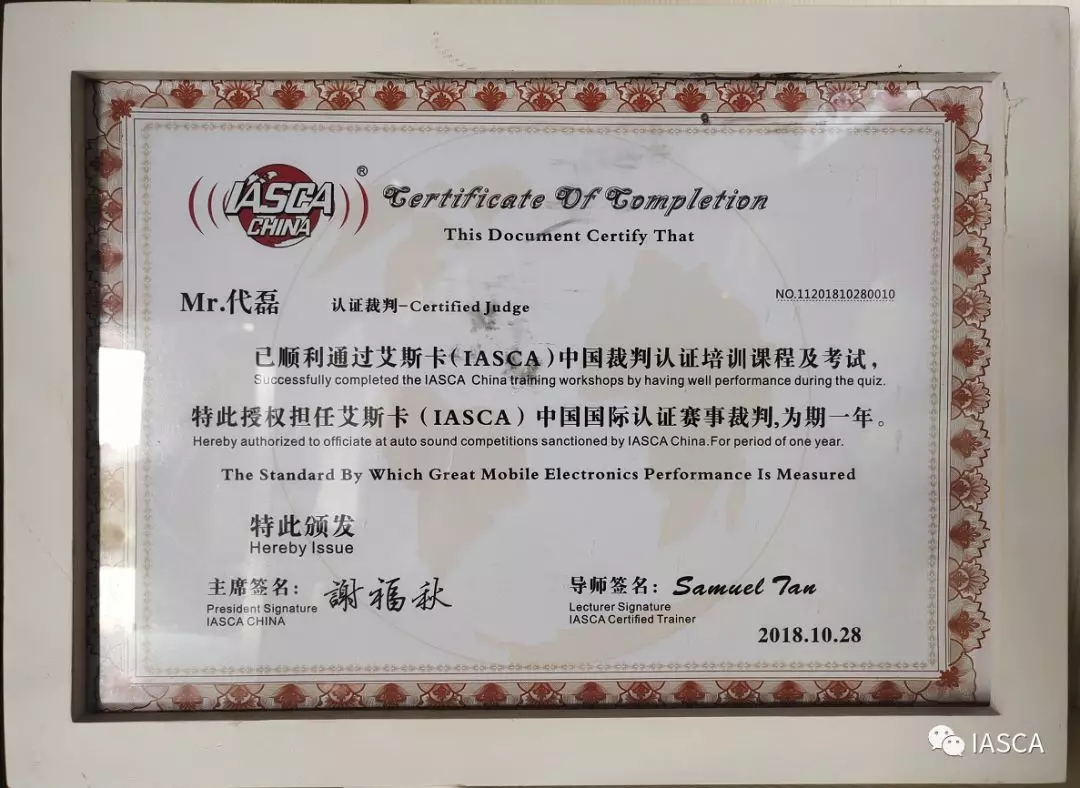 IASCA
CHINA
®
Certificate Of Completion
This Document Certify That
Mr.代磊 认证裁判-Certified Judge NO.11201810280010
已顺利通过艾斯卡(IASCA)中国裁判认证培训课程及考试,
Successfully completed the IASCA China training workshops by having well performance during the quiz.
特此授权担任艾斯卡(IASCA)中国国际认证赛事裁判,为期一年。
Hereby authorized to officiate at auto sound competitions sanctioned by IASCA China.For period of one year.
The Standard By Which Great Mobile Electronics Performance Is Measured
特此颁发
Hereby Issue
主席签名: 謝福秋
President Signature
IASCA CHINA
导师签名: Samuel Tan
Lecturer Signature
IASCA Certified Trainer
2018.10.28
IASCA